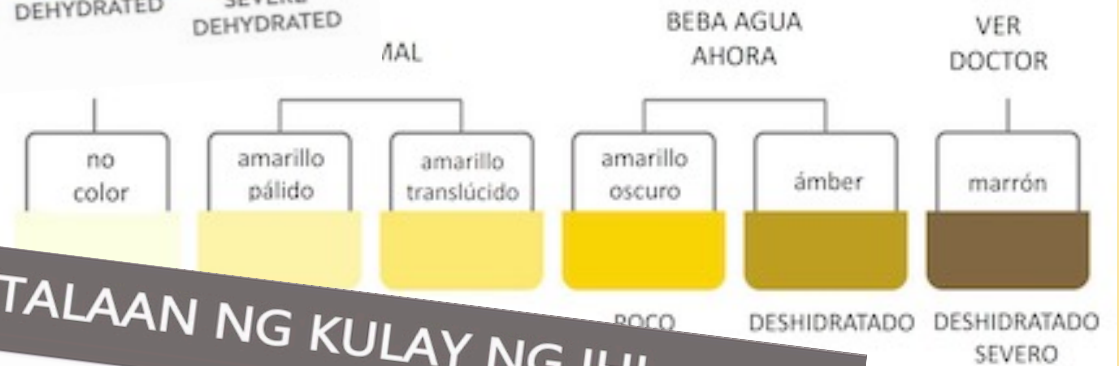 DEHYDRATED
DEHYDRATED
BEBA AGUA
AHORA
VER
DOCTOR
no
color
amarillo
pálido
amarillo
translúcido
amarillo
oscuro
ámber
marrón
DESHIDRATADO
DESHIDRATADO
SEVERO
TALAAN NG KULAY NG